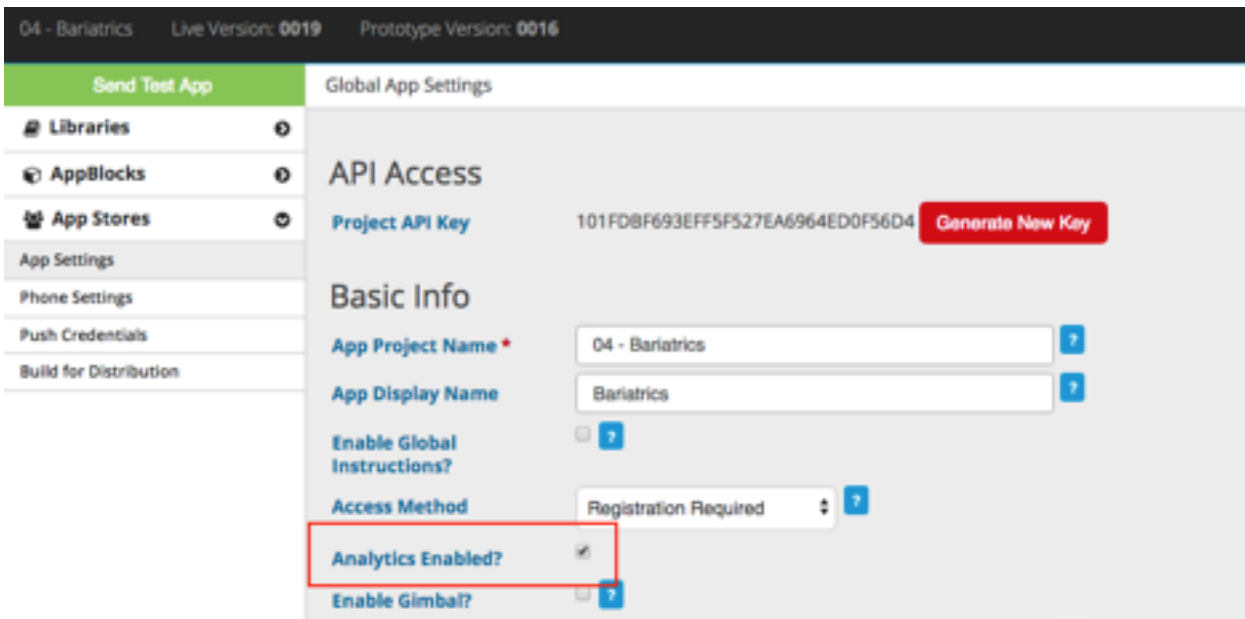 04 - Bariatrics Live Version: 0019 Prototype Version: 0016
Send Test App
Global App Settings
Libraries
AppBlocks
App Stores
App Settings
Phone Settings
Push Credentials
Build for Distribution
API Access
Project API Key 101FDBF693EFF5F527EA6964ED0F56D4 Generate New Key
Basic Info
App Project Name * 04 - Bariatrics ?
App Display Name Bariatrics ?
Enable Global
Instructions? ?
Access Method Registration Required ?
Analytics Enabled?
Enable Gimbal? ?